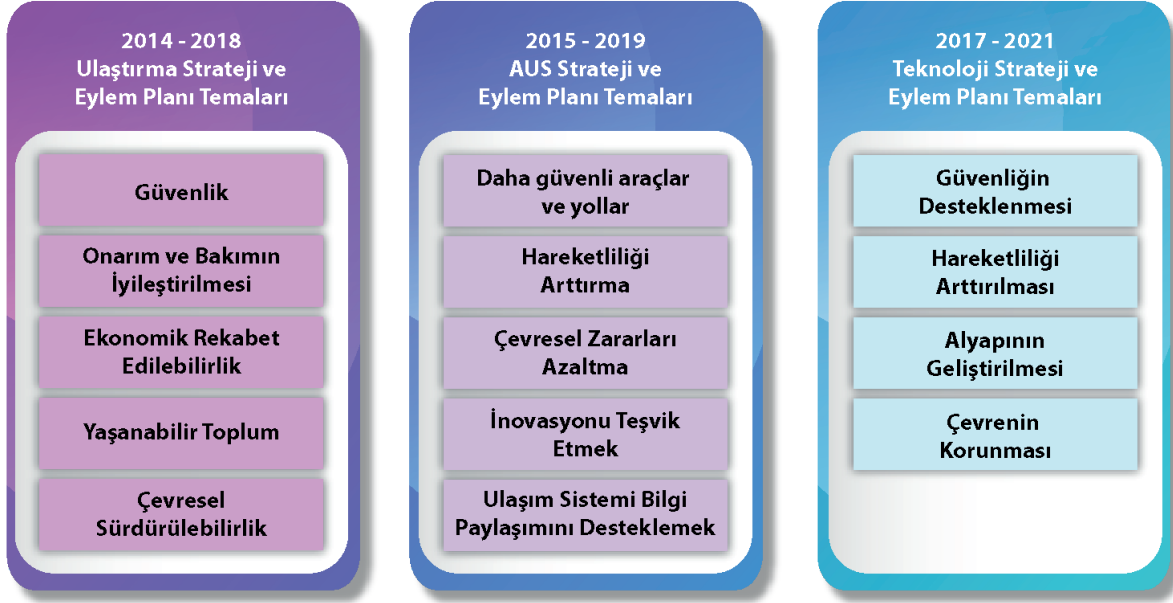 2014 - 2018
Ulaştırma Strateji ve
Eylem Planı Temaları
Güvenlik
Onarım ve Bakımın
İyileştirilmesi
Ekonomik Rekabet
Edilebilirlik
Yaşanabilir Toplum
Çevresel
Sürdürülebilirlik
2015 - 2019
AUS Strateji ve
Eylem Planı Temaları
Daha güvenli araçlar
ve yollar
Hareketliliği
Arttırma
Çevresel Zararları
Azaltma
İnovasyonu Teşvik
Etmek
Ulaşım Sistemi Bilgi
Paylaşımını Desteklemek
2017 - 2021
Teknoloji Strateji ve
Eylem Planı Temaları
Güvenliğin
Desteklenmesi
Hareketliliği
Arttırılması
Alyapının
Geliştirilmesi
Çevrenin
Korunması